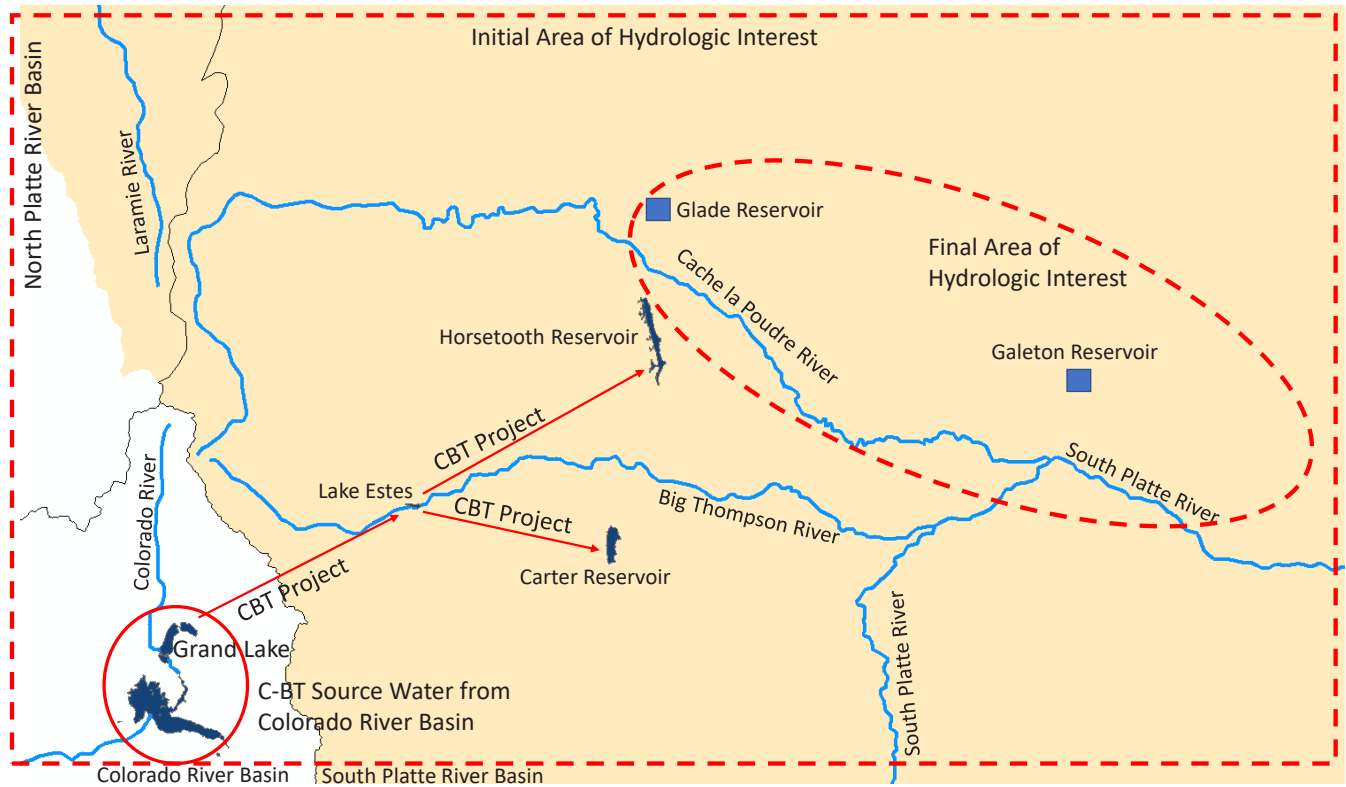 Initial Area of Hydrologic Interest
North Platte River Basin
Laramie River
Glade Reservoir
Final Area of
Hydrologic Interest
Cache la Poudre River
Horsetooth Reservoir
Galeton Reservoir
CBT Project
South Platte River
Colorado River
Lake Estes
CBT Project
Big Thompson River
CBT Project
Carter Reservoir
Grand Lake
South Platte River
C-BT Source Water from
Colorado River Basin
Colorado River Basin
South Platte River Basin